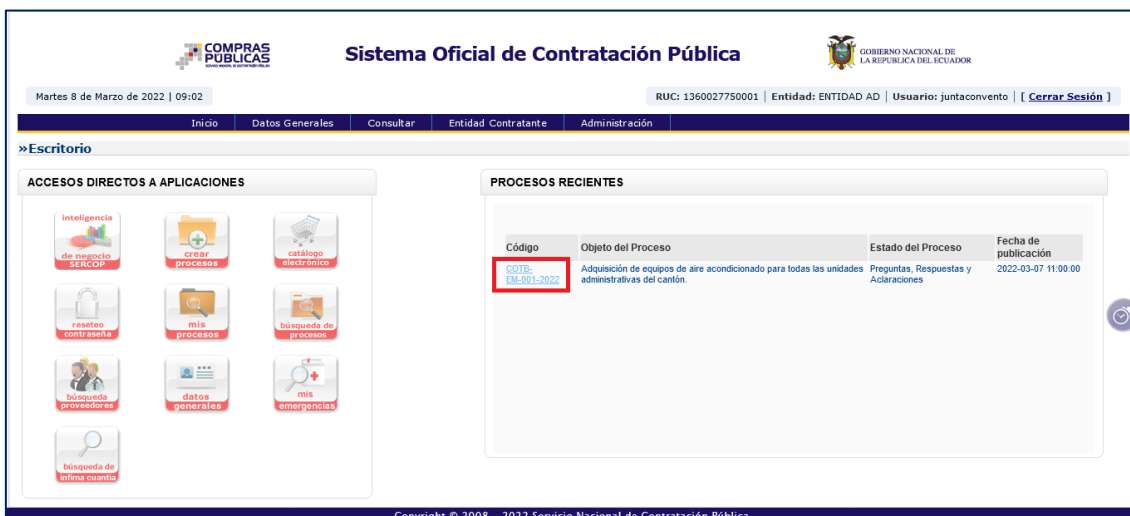 COMPRAS
PÚBLICAS
Sistema Oficial de Contratación Pública
GOBIERNO NACIONAL DE
LA REPUBLICA DEL ECUADOR
Martes 8 de Marzo de 2022 | 09:02
RUC: 1360027750001 | Entidad: ENTIDAD AD | Usuario: juntaconvento | [ Cerrar Sesión ]
Inicio Datos Generales Consultar Entidad Contratante Administración
»Escritorio
ACCESOS DIRECTOS A APLICACIONES
inteligencia
de negocio
SERCOP
crear
procesos
catálogo
electrónico
reseteo
contraseña
mis
procesos
búsqueda de
procesos
búsqueda
proveedores
datos
generales
mis
emergencias
búsqueda de
ínfima cuantía
PROCESOS RECIENTES
Código Objeto del Proceso Estado del Proceso Fecha de
publicación
COTB- Adquisición de equipos de aire acondicionado para todas las unidades Preguntas, Respuestas y 2022-03-07 11:00:00
EM-001-2022 administrativas del cantón. Aclaraciones
Copyright © 2008 - 2022 Servicio Nacional de Contratación Pública